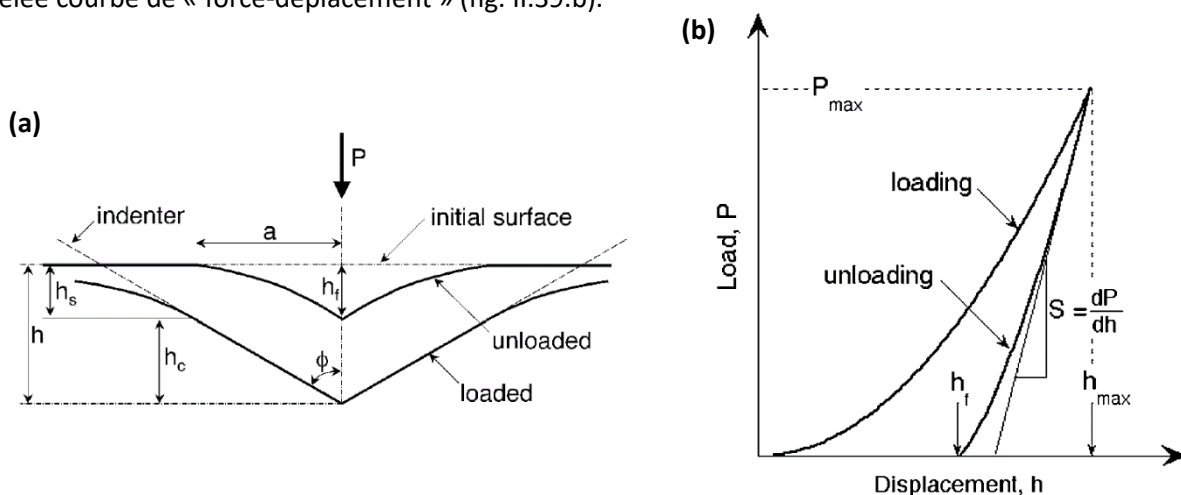 elée courbe de « force-déplacement » (fig. II.39.b).
(a)
P
indenter
a
initial surface
h_s
h_f
h
unloaded
h_c
ϕ
loaded
(b)
P_max
loading
Load, P
unloading
S = dP/dh
h_f
h_max
Displacement, h